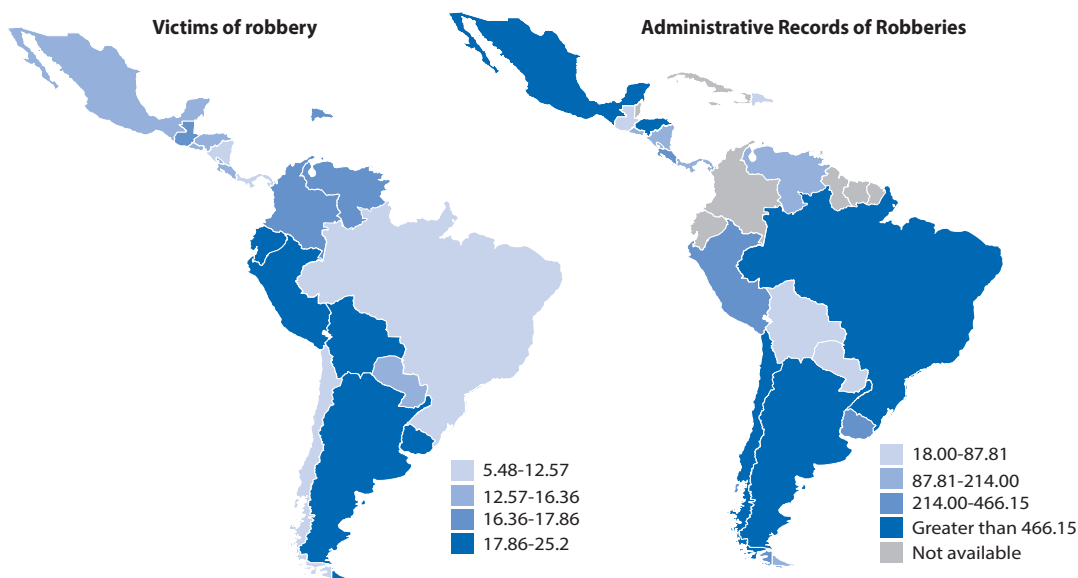 Victims of robbery
5.48-12.57
12.57-16.36
16.36-17.86
17.86-25.2
Administrative Records of Robberies
18.00-87.81
87.81-214.00
214.00-466.15
Greater than 466.15
Not available